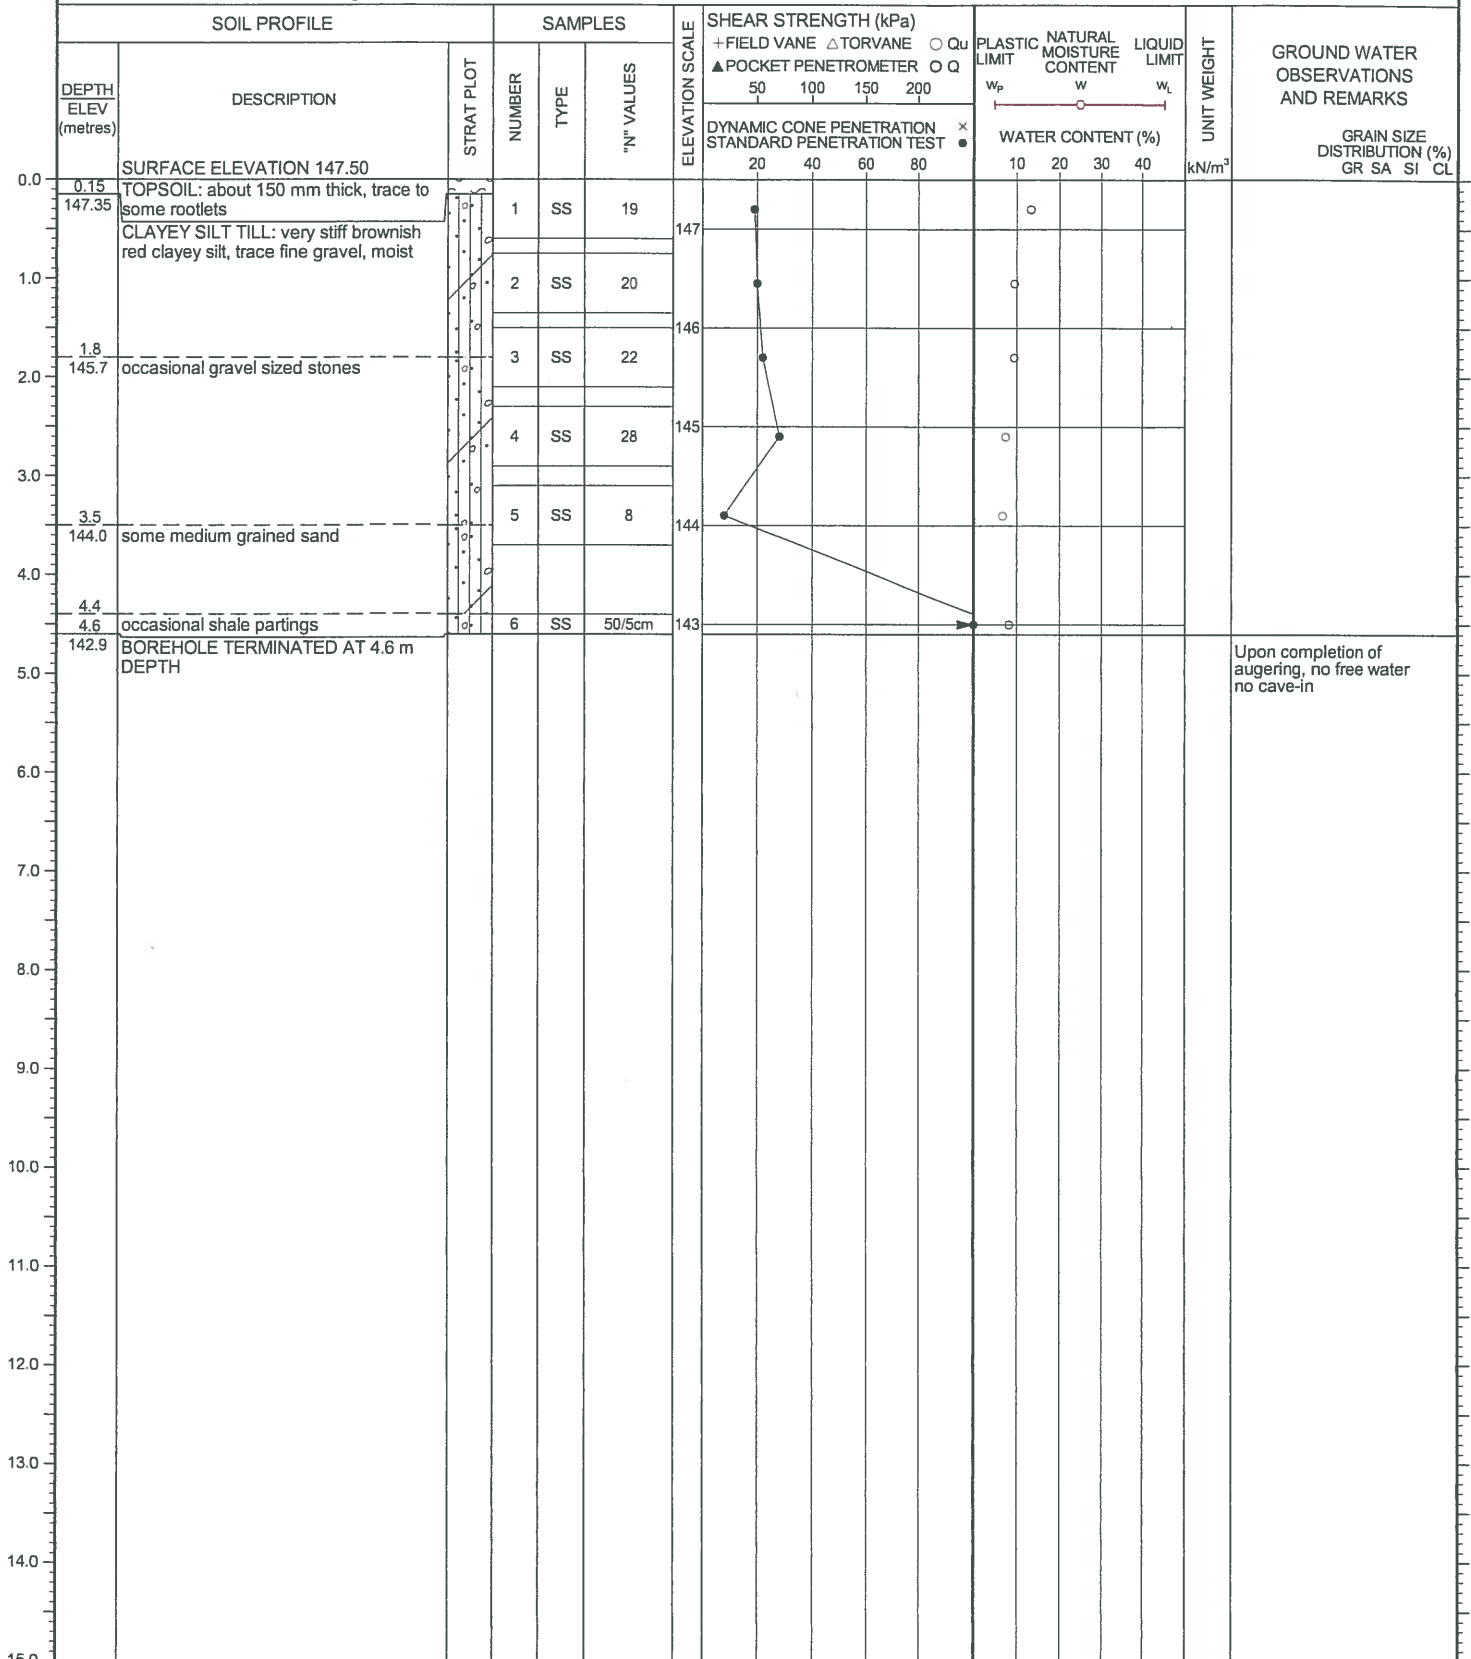 SOIL PROFILE
SAMPLES
DEPTH
ELEV
(metres)
DESCRIPTION
STRAT PLOT
NUMBER
TYPE
"N" VALUES
ELEVATION SCALE
SHEAR STRENGTH (kPa)
+FIELD VANE △TORVANE ○ Qu
▲POCKET PENETROMETER O Q
50 100 150 200
DYNAMIC CONE PENETRATION ×
STANDARD PENETRATION TEST ●
20 40 60 80
PLASTIC LIMIT
NATURAL MOISTURE CONTENT
LIQUID LIMIT
WP W WL
WATER CONTENT (%)
10 20 30 40
UNIT WEIGHT
kN/m³
GROUND WATER
OBSERVATIONS
AND REMARKS
GRAIN SIZE
DISTRIBUTION (%)
GR SA SI CL
SURFACE ELEVATION 147.50
0.0
0.15
147.35
TOPSOIL: about 150 mm thick, trace to
some rootlets
1 SS 19
147
CLAYEY SILT TILL: very stiff brownish
red clayey silt, trace fine gravel, moist
1.0
2 SS 20
146
1.8
145.7
occasional gravel sized stones
3 SS 22
2.0
145
4 SS 28
3.0
3.5
144.0
some medium grained sand
5 SS 8
144
4.0
4.4
4.6
occasional shale partings
6 SS 50/5cm
143
142.9
BOREHOLE TERMINATED AT 4.6 m
DEPTH
Upon completion of
augering, no free water
no cave-in
5.0
6.0
7.0
8.0
9.0
10.0
11.0
12.0
13.0
14.0
15.0